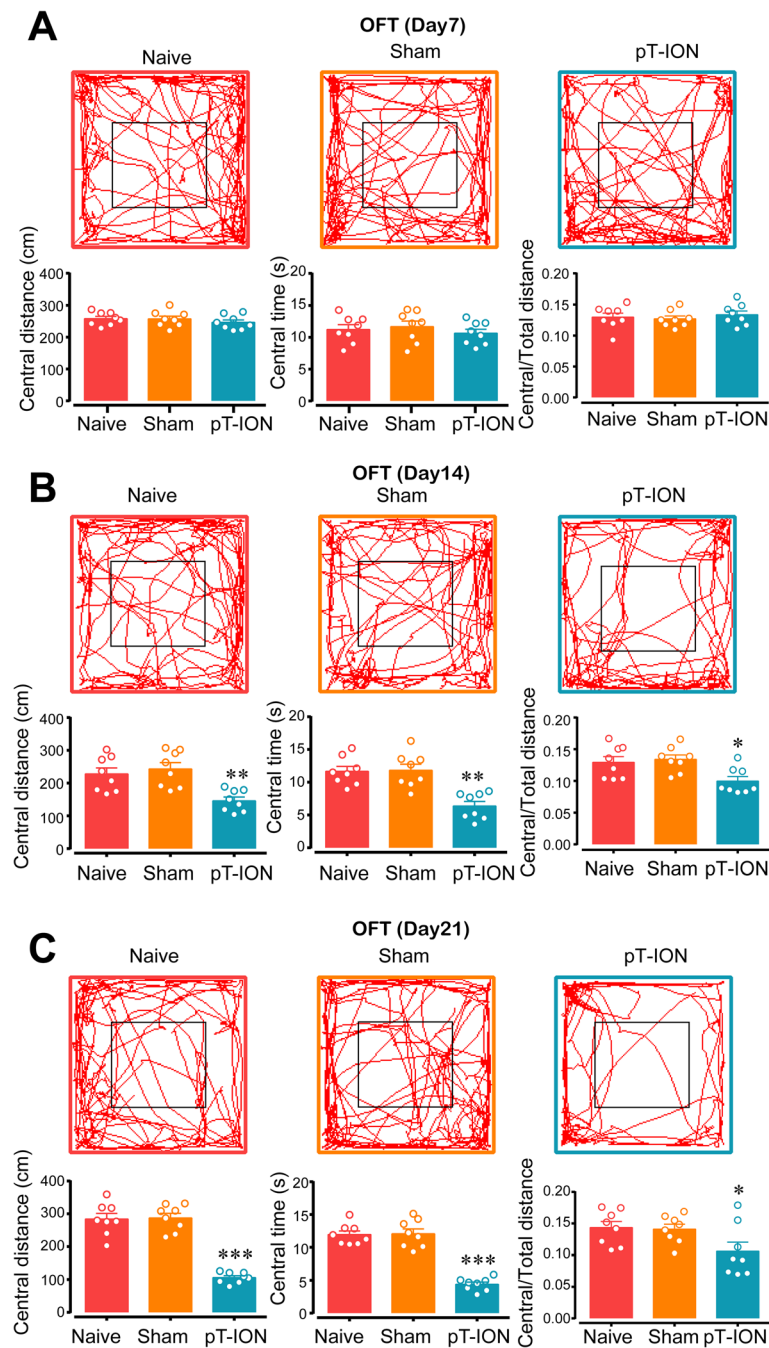 A
OFT (Day7)
Naive
Sham
pT-ION
Central distance (cm)
400
300
200
100
0
Naive
Sham
pT-ION
Central time (s)
20
15
10
5
0
Naive
Sham
pT-ION
Central/Total distance
0.20
0.15
0.10
0.05
0.00
Naive
Sham
pT-ION
B
OFT (Day14)
Naive
Sham
pT-ION
Central distance (cm)
400
300
200
100
0
**
Naive
Sham
pT-ION
Central time (s)
20
15
10
5
0
**
Naive
Sham
pT-ION
Central/Total distance
0.20
0.15
0.10
0.05
0.00
*
Naive
Sham
pT-ION
C
OFT (Day21)
Naive
Sham
pT-ION
Central distance (cm)
400
300
200
100
0
***
Naive
Sham
pT-ION
Central time (s)
20
15
10
5
0
***
Naive
Sham
pT-ION
Central/Total distance
0.20
0.15
0.10
0.05
0.00
*
Naive
Sham
pT-ION